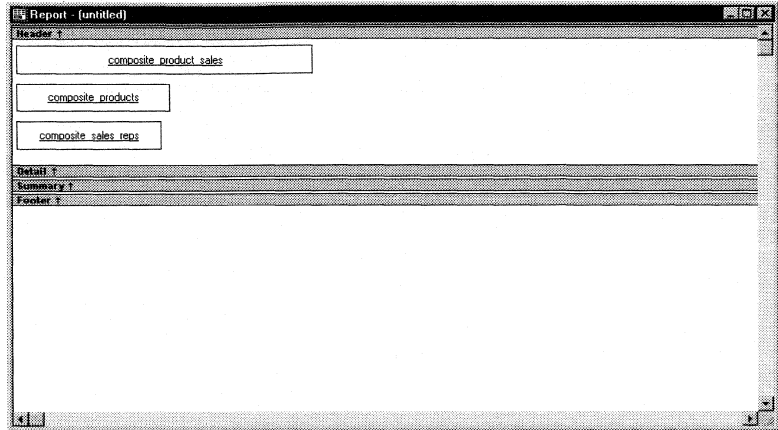 Report - (untitled)
Header ↑
composite_product_sales
composite_products
composite_sales_reps
Detail ↑
Summary ↑
Footer ↑